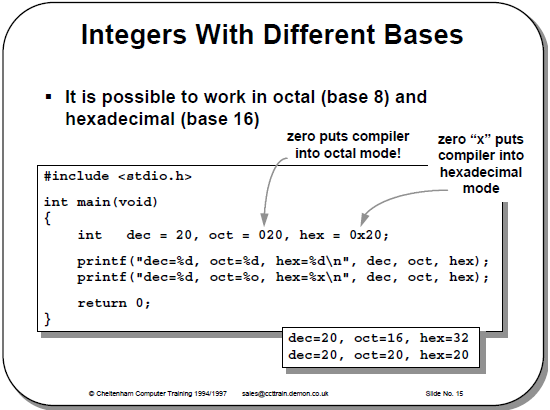 Integers With Different Bases
▪ It is possible to work in octal (base 8) and
hexadecimal (base 16)
zero puts compiler
into octal mode!
zero “x” puts
compiler into
hexadecimal
mode
#include <stdio.h>
int main(void)
{
int dec = 20, oct = 020, hex = 0x20;
printf("dec=%d, oct=%d, hex=%d\n", dec, oct, hex);
printf("dec=%d, oct=%o, hex=%x\n", dec, oct, hex);
return 0;
}
dec=20, oct=16, hex=32
dec=20, oct=20, hex=20
© Cheltenham Computer Training 1994/1997 sales@ccttrain.demon.co.uk Slide No. 15